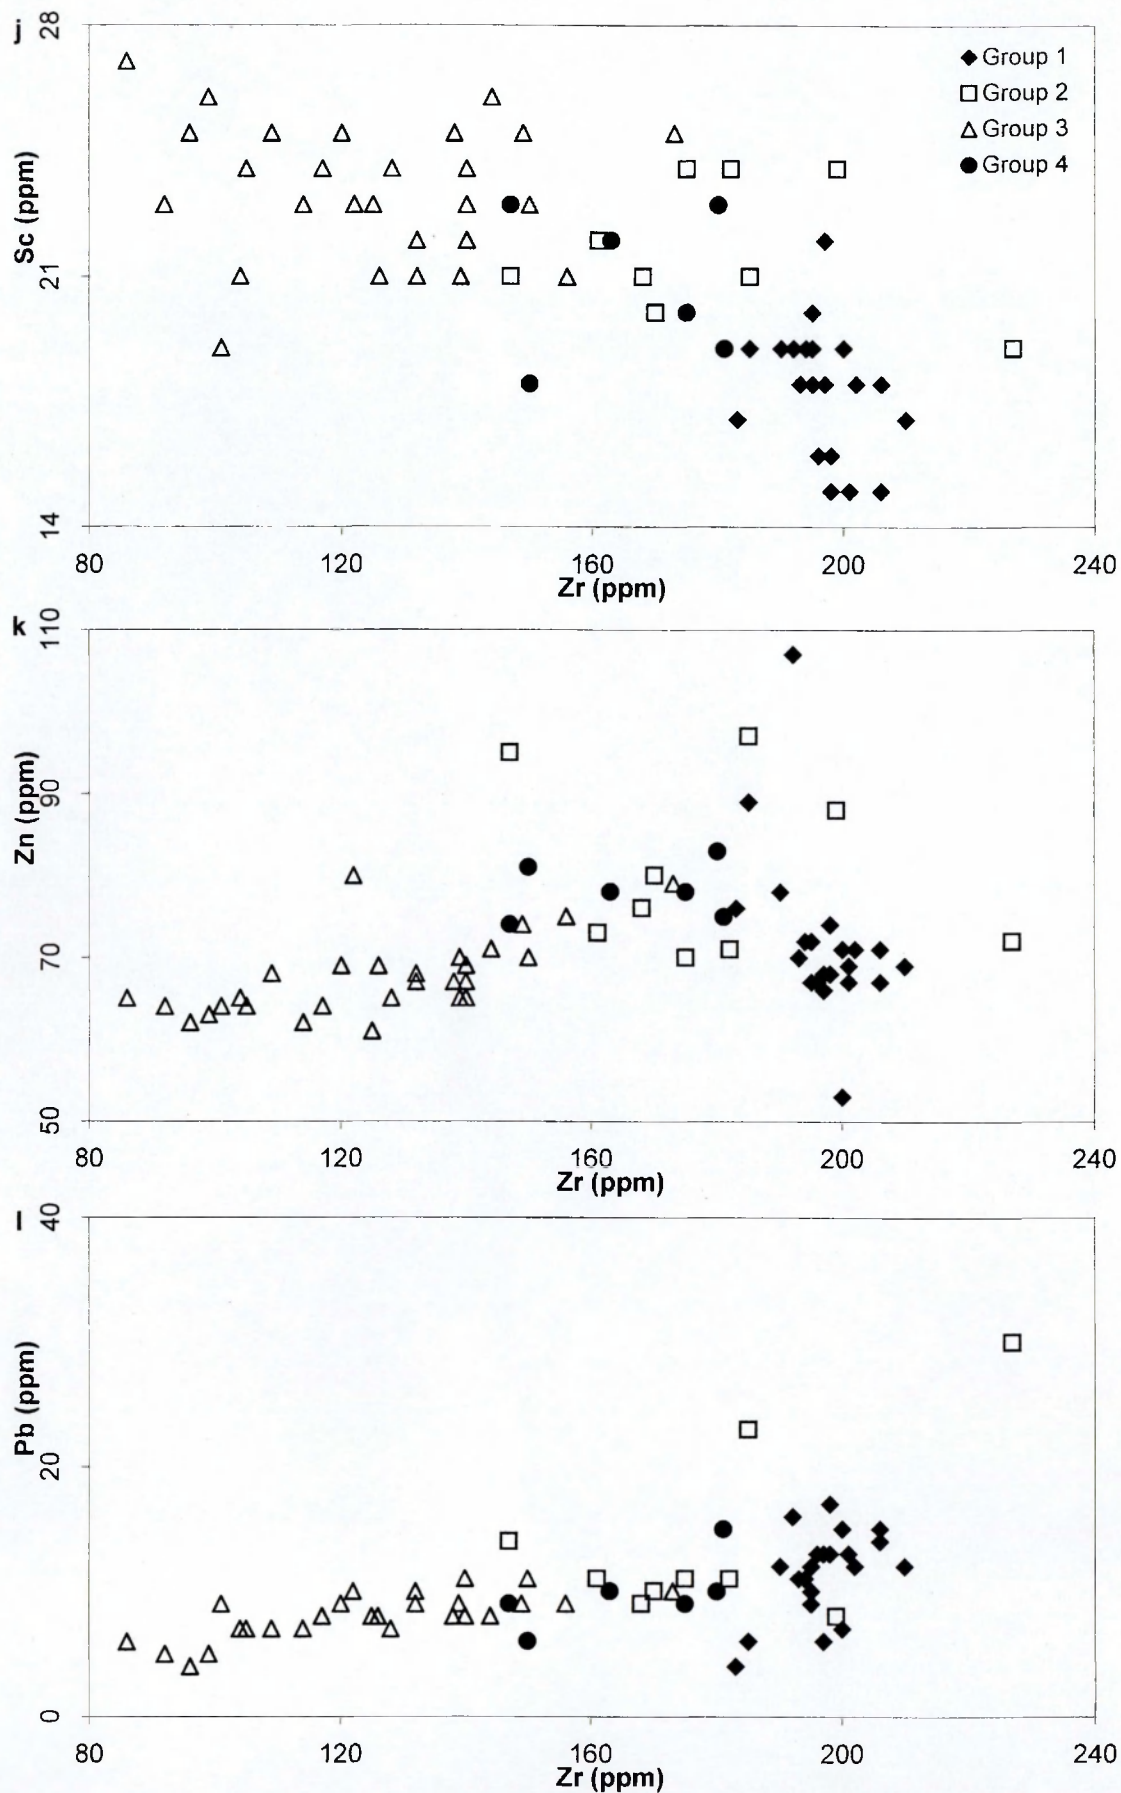 j
28
Group 1
Group 2
Group 3
Group 4
Sc (ppm)
21
14
80 120 160 200 240
Zr (ppm)
k
110
Zn (ppm)
90
70
50
80 120 160 200 240
Zr (ppm)
l
40
Pb (ppm)
20
0
80 120 160 200 240
Zr (ppm)